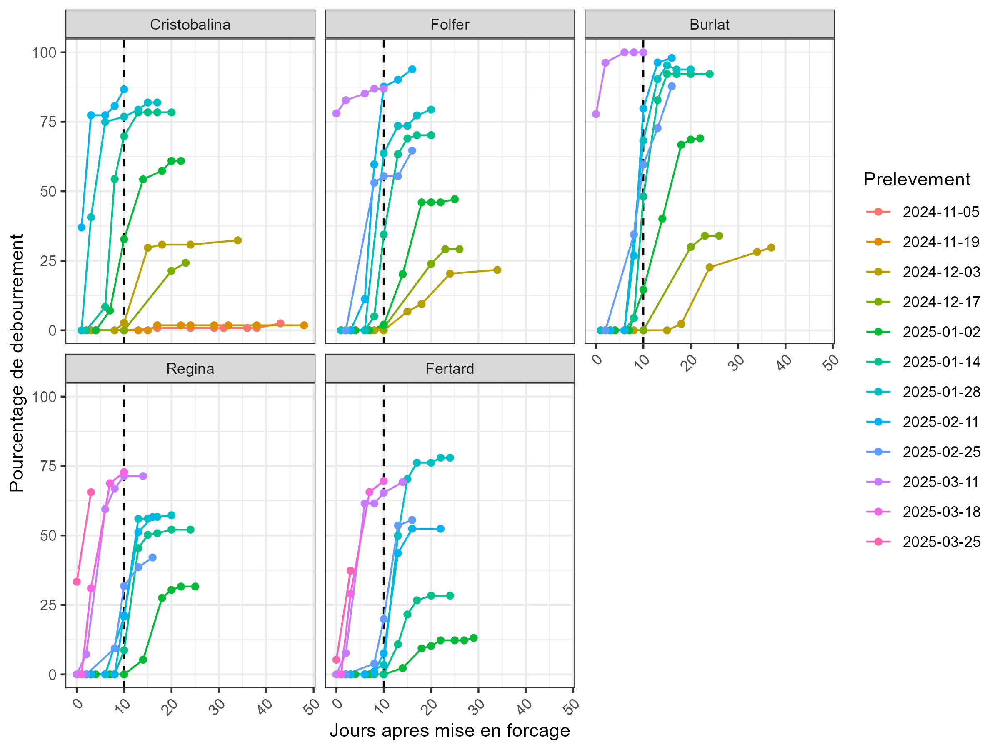 Cristobalina
Folfer
Burlat
100
75
50
25
0
0 10 20 30 40 50
Regina
Fertard
100
75
50
25
0
0 10 20 30 40 50
0 10 20 30 40 50
Jours apres mise en forcage
Pourcentage de debourrement
Prelevement
2024-11-05
2024-11-19
2024-12-03
2024-12-17
2025-01-02
2025-01-14
2025-01-28
2025-02-11
2025-02-25
2025-03-11
2025-03-18
2025-03-25